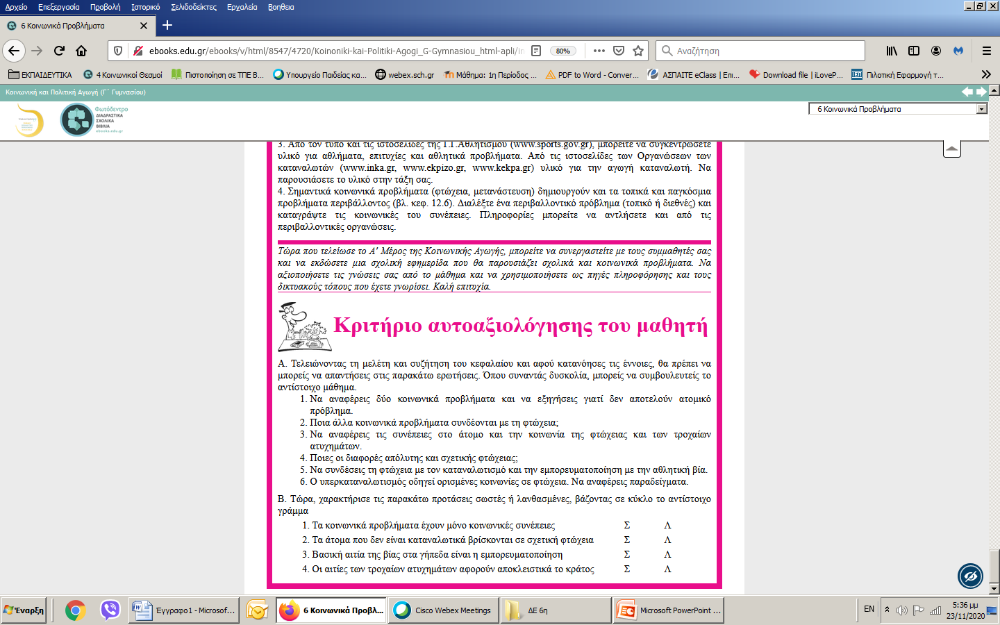 Αρχείο Επεξεργασία Προβολή Ιστορικό Σελιδοδείκτες Εργαλεία Βοήθεια
6 Κοινωνικά Προβλήματα
ebooks.edu.gr/ebooks/v/html/8547/4720/Koinoniki-kai-Politiki-Agogi_G-Gymnasiou_html-apli/in 80% Αναζήτηση
ΕΚΠΑΙΔΕΥΤΙΚΑ 4 Κοινωνικοί Θεσμοί Πιστοποίηση σε ΤΠΕ Β... Υπουργείο Παιδείας κα... webex.sch.gr Μάθημα: 1η Περίοδος ... PDF to Word - Conver... ΑΣΠΑΙΤΕ eClass | Επι... Download file | iLoveP... Πιλοτική Εφαρμογή τ...
Κοινωνική και Πολιτική Αγωγή (Γ΄ Γυμνασίου)
Φωτόδεντρο
ΔΙΑΔΡΑΣΤΙΚΑ
ΣΧΟΛΙΚΑ
ΒΙΒΛΙΑ
ebooks.edu.gr
6 Κοινωνικά Προβλήματα
3. Από τον τύπο και τις ιστοσελίδες της Γ.Γ.Αθλητισμού (www.sports.gov.gr), μπορείτε να συγκεντρώσετε
υλικό για αθλήματα, επιτυχίες και αθλητικά προβλήματα. Από τις ιστοσελίδες των Οργανώσεων των
καταναλωτών (www.inka.gr, www.ekpizo.gr, www.kekpa.gr) υλικό για την αγωγή καταναλωτή. Να
παρουσιάσετε το υλικό στην τάξη σας.
4. Σημαντικά κοινωνικά προβλήματα (φτώχεια, μετανάστευση) δημιουργούν και τα τοπικά και παγκόσμια
προβλήματα περιβάλλοντος (βλ. κεφ. 12.6). Διαλέξτε ένα περιβαλλοντικό πρόβλημα (τοπικό ή διεθνές) και
καταγράψτε τις κοινωνικές του συνέπειες. Πληροφορίες μπορείτε να αντλήσετε και από τις
περιβαλλοντικές οργανώσεις.
Τώρα που τελείωσε το Α' Μέρος της Κοινωνικής Αγωγής, μπορείτε να συνεργαστείτε με τους συμμαθητές σας
και να εκδώσετε μια σχολική εφημερίδα που θα παρουσιάζει σχολικά και κοινωνικά προβλήματα. Να
αξιοποιήσετε τις γνώσεις σας από το μάθημα και να χρησιμοποιήσετε ως πηγές πληροφόρησης και τους
δικτυακούς τόπους που έχετε γνωρίσει. Καλή επιτυχία.
Κριτήριο αυτοαξιολόγησης του μαθητή
Α. Τελειώνοντας τη μελέτη και συζήτηση του κεφαλαίου και αφού κατανόησες τις έννοιες, θα πρέπει να
μπορείς να απαντήσεις στις παρακάτω ερωτήσεις. Όπου συναντάς δυσκολία, μπορείς να συμβουλευτείς το
αντίστοιχο μάθημα.
1. Να αναφέρεις δύο κοινωνικά προβλήματα και να εξηγήσεις γιατί δεν αποτελούν ατομικό
πρόβλημα.
2. Ποια άλλα κοινωνικά προβλήματα συνδέονται με τη φτώχεια;
3. Να αναφέρεις τις συνέπειες στο άτομο και την κοινωνία της φτώχειας και των τροχαίων
ατυχημάτων.
4. Ποιες οι διαφορές απόλυτης και σχετικής φτώχειας;
5. Να συνδέσεις τη φτώχεια με τον καταναλωτισμό και την εμπορευματοποίηση με την αθλητική βία.
6. Ο υπερκαταναλωτισμός οδηγεί ορισμένες κοινωνίες σε φτώχεια. Να αναφέρεις παραδείγματα.
Β. Τώρα, χαρακτήρισε τις παρακάτω προτάσεις σωστές ή λανθασμένες, βάζοντας σε κύκλο το αντίστοιχο
γράμμα
1. Τα κοινωνικά προβλήματα έχουν μόνο κοινωνικές συνέπειες Σ Λ
2. Τα άτομα που δεν είναι καταναλωτικά βρίσκονται σε σχετική φτώχεια Σ Λ
3. Βασική αιτία της βίας στα γήπεδα είναι η εμπορευματοποίηση Σ Λ
4. Οι αιτίες των τροχαίων ατυχημάτων αφορούν αποκλειστικά το κράτος Σ Λ
Έναρξη Έγγραφο1 - Microsof... 6 Κοινωνικά Προβλ... Cisco Webex Meetings ΔΕ 6η Microsoft PowerPoint ... EN 5:36 μμ
23/11/2020